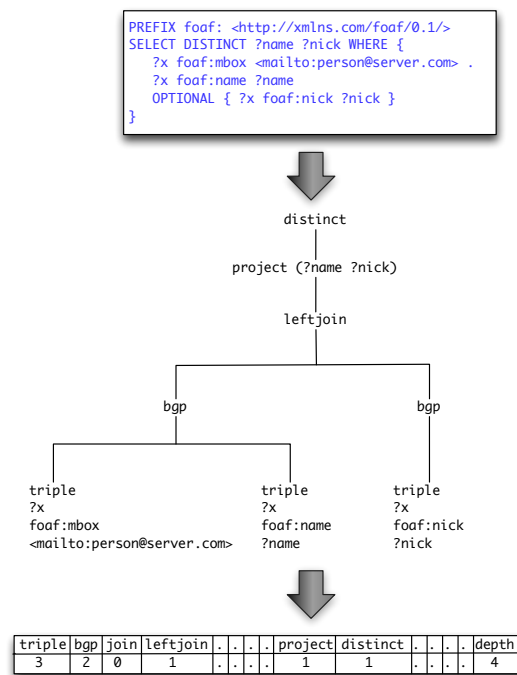 PREFIX foaf: <http://xmlns.com/foaf/0.1/>
SELECT DISTINCT ?name ?nick WHERE {
?x foaf:mbox <mailto:person@server.com> .
?x foaf:name ?name
OPTIONAL { ?x foaf:nick ?nick }
}
distinct
project (?name ?nick)
leftjoin
bgp bgp
triple triple triple
?x ?x ?x
foaf:mbox foaf:name foaf:nick
<mailto:person@server.com> ?name ?nick
triple bgp join leftjoin . . . . project distinct . . . . depth
3 2 0 1 . . . . 1 1 . . . . 4